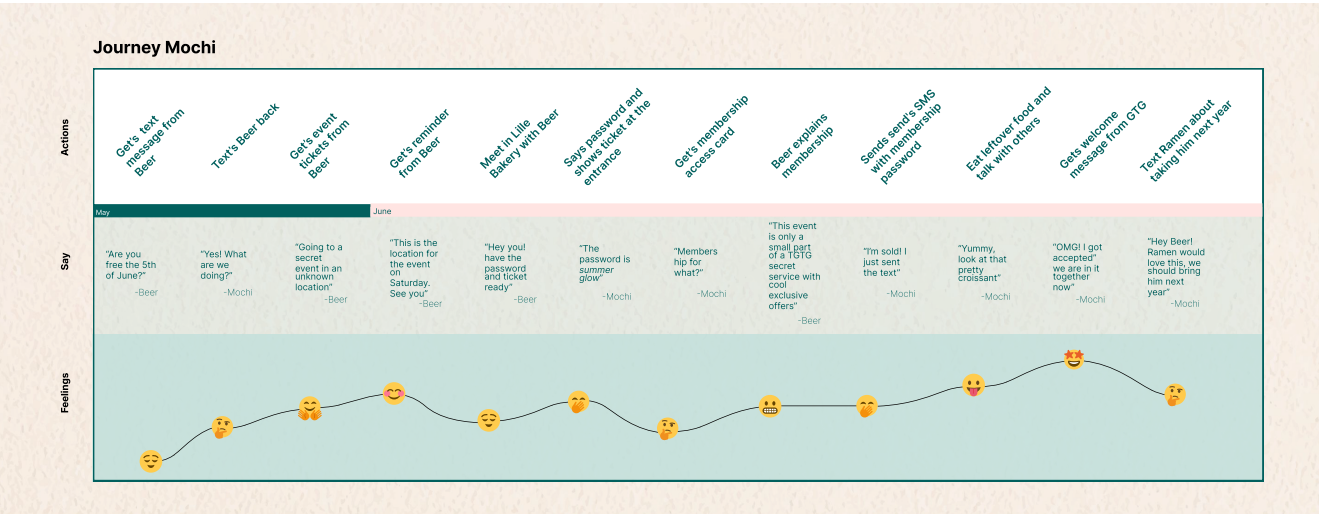 Journey Mochi
Actions
Get's text
message from
Beer
Text's Beer back
Get's event
tickets from
Beer
Get's reminder
from Beer
Meet in Lille
Bakery with Beer
Says password and
shows ticket at the
entrance
Get's membership
access card
Beer explains
membership
Sends send's SMS
with membership
password
Eat leftover food and
talk with others
Gets welcome
message from GTG
Text Ramen about
taking him next year
May
June
Say
"Are you
free the 5th
of June?"
-Beer
"Yes! What
are we
doing?"
-Mochi
"Going to a
secret
event in an
unknown
location"
-Beer
"This is the
location for
the event
on
Saturday.
See you"
-Beer
"Hey you!
have the
password
and ticket
ready"
-Beer
"The
password is
summer
glow"
-Mochi
"Members
hip for
what?"
-Mochi
"This event
is only a
small part
of a TGTG
secret
service with
cool
exclusive
offers"
-Beer
"I'm sold! I
just sent
the text"
-Mochi
"Yummy,
look at that
pretty
croissant"
-Mochi
"OMG! I got
accepted"
we are in it
together
now"
-Mochi
"Hey Beer!
Ramen would
love this, we
should bring
him next
year"
-Mochi
Feelings